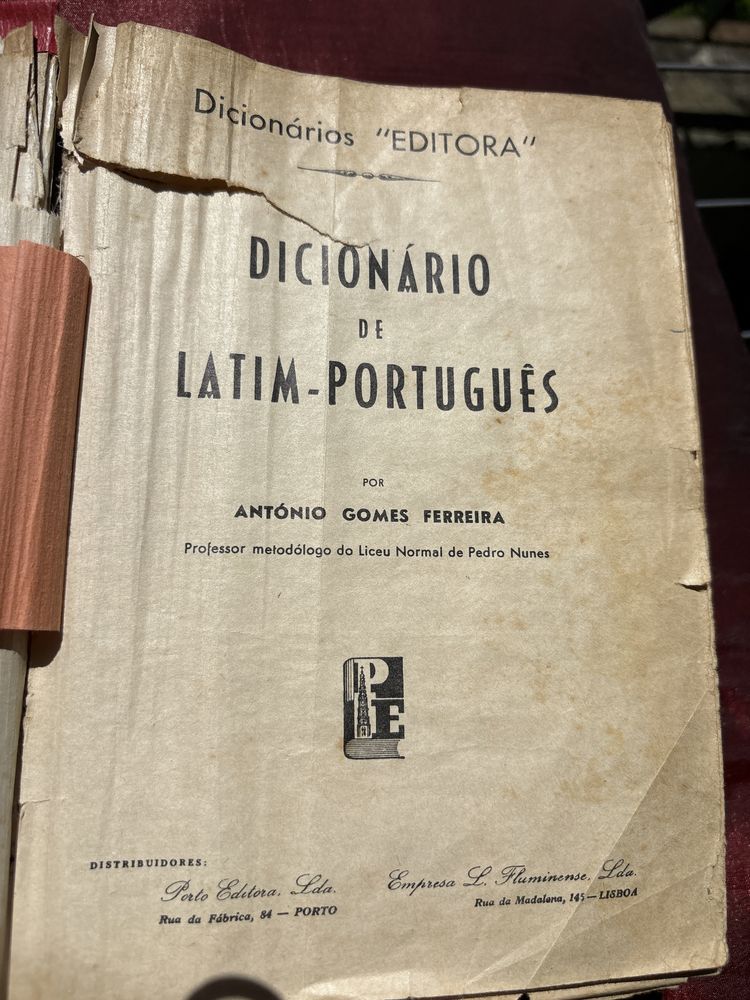 Dicionários "EDITORA"
DICIONÁRIO
DE
LATIM-PORTUGUÊS
POR
ANTÓNIO GOMES FERREIRA
Professor metodólogo do Liceu Normal de Pedro Nunes
PE
DISTRIBUIDORES:
Porto Editora, Lda.
Rua da Fábrica, 84 — PORTO
Empresa L. Fluminense, Lda.
Rua da Madalena, 145 — LISBOA